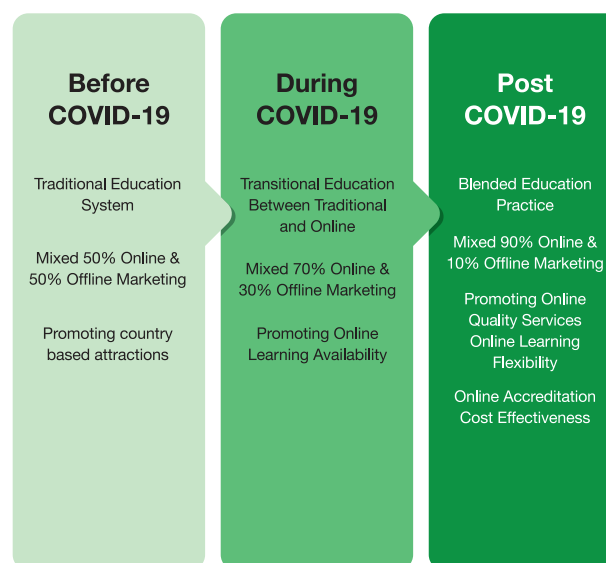 Before
COVID-19
Traditional Education
System
Mixed 50% Online &
50% Offline Marketing
Promoting country
based attractions
During
COVID-19
Transitional Education
Between Traditional
and Online
Mixed 70% Online &
30% Offline Marketing
Promoting Online
Learning Availability
Post
COVID-19
Blended Education
Practice
Mixed 90% Online &
10% Offline Marketing
Promoting Online
Quality Services
Online Learning
Flexibility
Online Accreditation
Cost Effectiveness